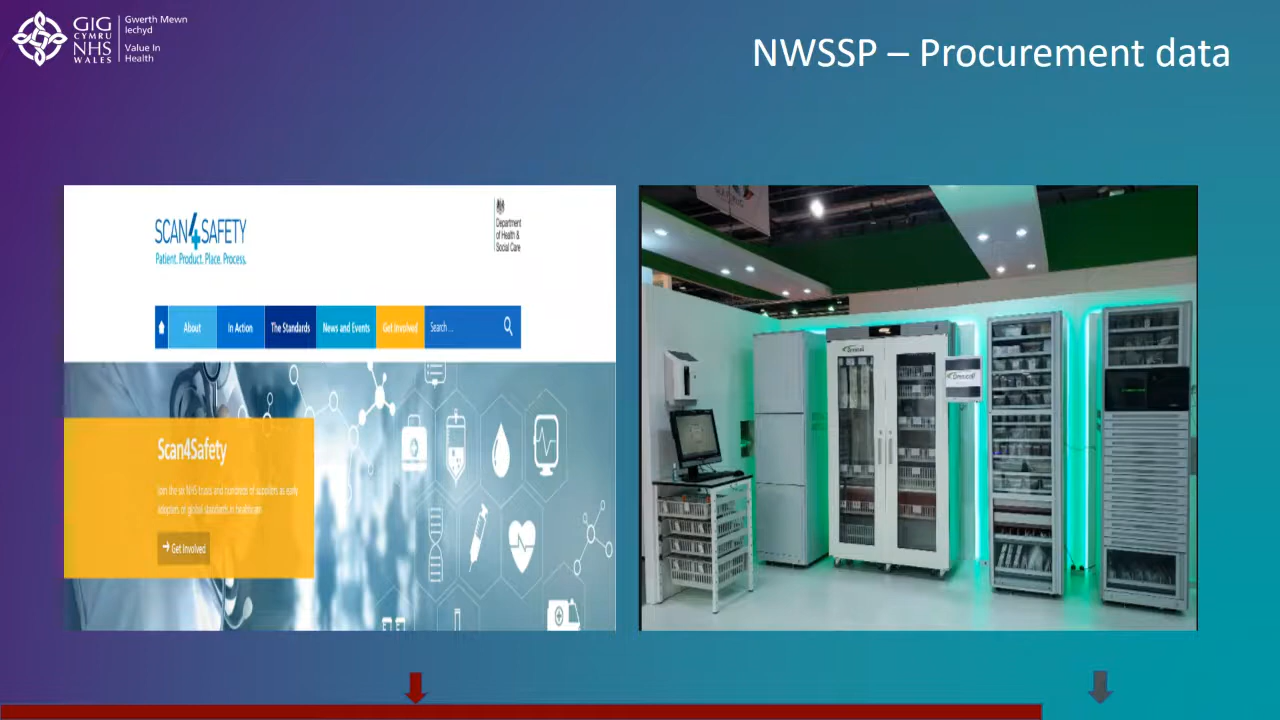 GIG
CYMRU
NHS
WALES
Gwerth Mewn
Iechyd
Value In
Health
NWSSP – Procurement data
SCAN4SAFETY
Patient. Product. Place. Process.
Department
of Health &
Social Care
About
In Action
The Standards
News and Events
Get Involved
Search ...
Scan4Safety
Join the six NHS trusts and hundreds of suppliers as early
adopters of global standards in healthcare
Get Involved
Omnicell
Omnicell